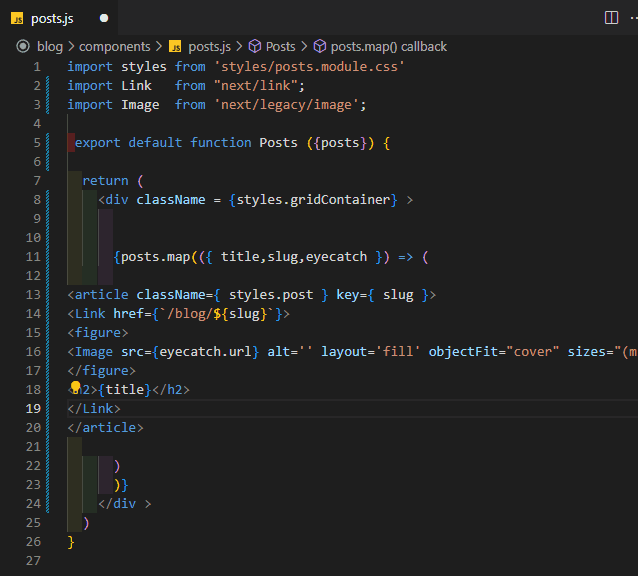 JS posts.js
blog > components > JS posts.js > Posts > posts.map() callback
1 import styles from 'styles/posts.module.css'
2 import Link   from "next/link";
3 import Image  from 'next/legacy/image';
4
5 export default function Posts ({posts}) {
6
7 return (
8 <div className = {styles.gridContainer} >
9
10
11 {posts.map(({ title,slug,eyecatch }) => (
12
13 <article className={ styles.post } key={ slug }>
14 <Link href={`/blog/${slug}`}>
15 <figure>
16 <Image src={eyecatch.url} alt='' layout='fill' objectFit="cover" sizes="(m
17 </figure>
18 h2>{title}</h2>
19 </Link>
20 </article>
21
22 )
23 )}
24 </div >
25 )
26 }
27